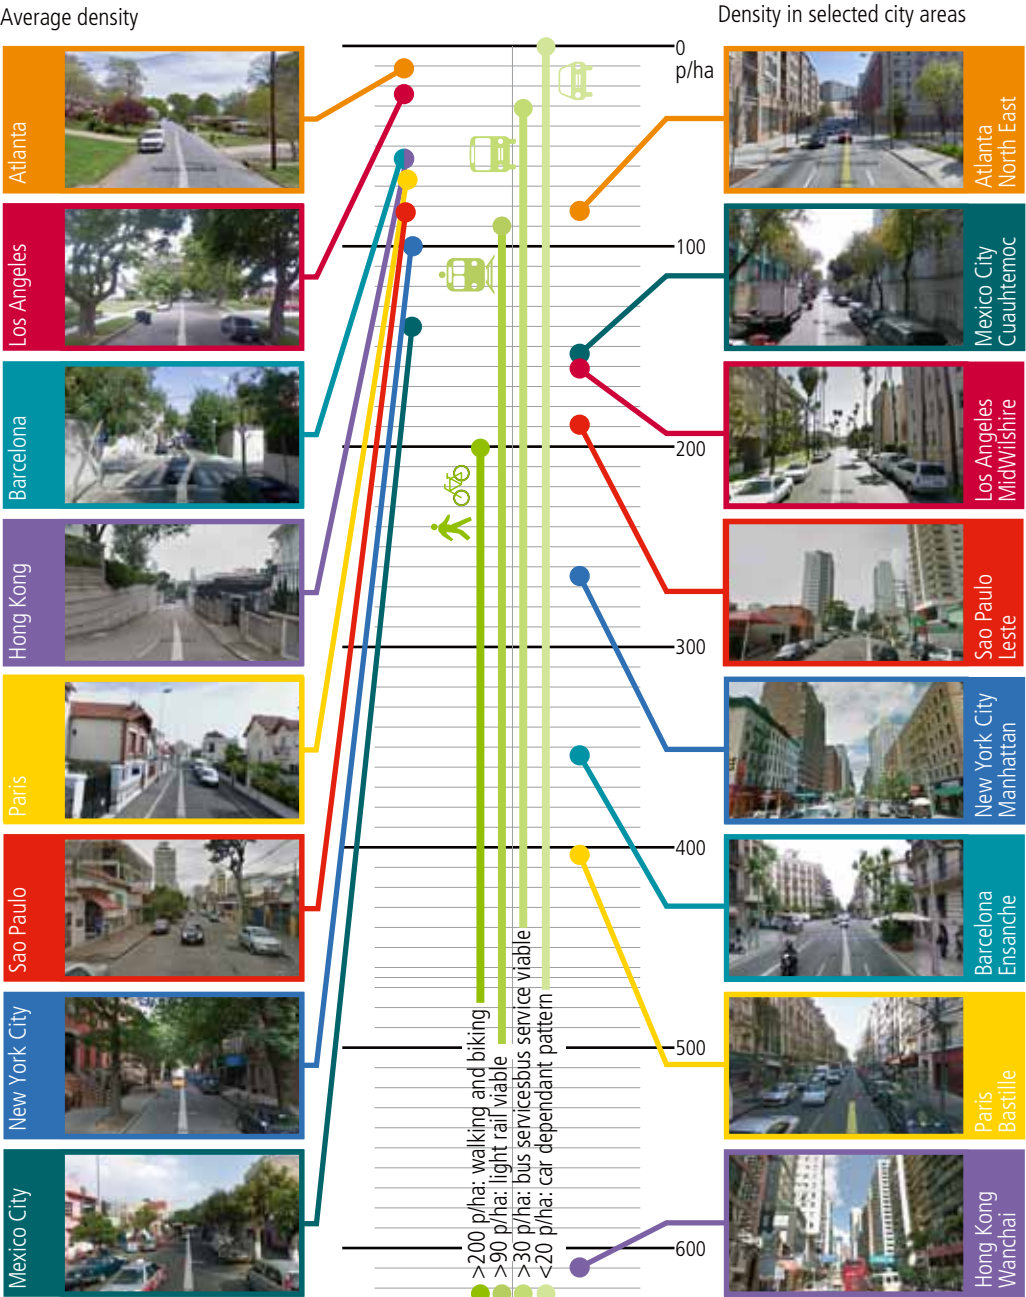 Average density
Density in selected city areas
Atlanta
Los Angeles
Barcelona
Hong Kong
Paris
Sao Paulo
New York City
Mexico City
0
p/ha
100
200
300
400
500
600
>200 p/ha: walking and biking
>90 p/ha: light rail viable
>30 p/ha: bus servicesbus service viable
<20 p/ha: car dependant pattern
Atlanta
North East
Mexico City
Cuauhtemoc
Los Angeles
MidWilshire
Sao Paulo
Leste
New York City
Manhattan
Barcelona
Ensanche
Paris
Bastille
Hong Kong
Wanchai